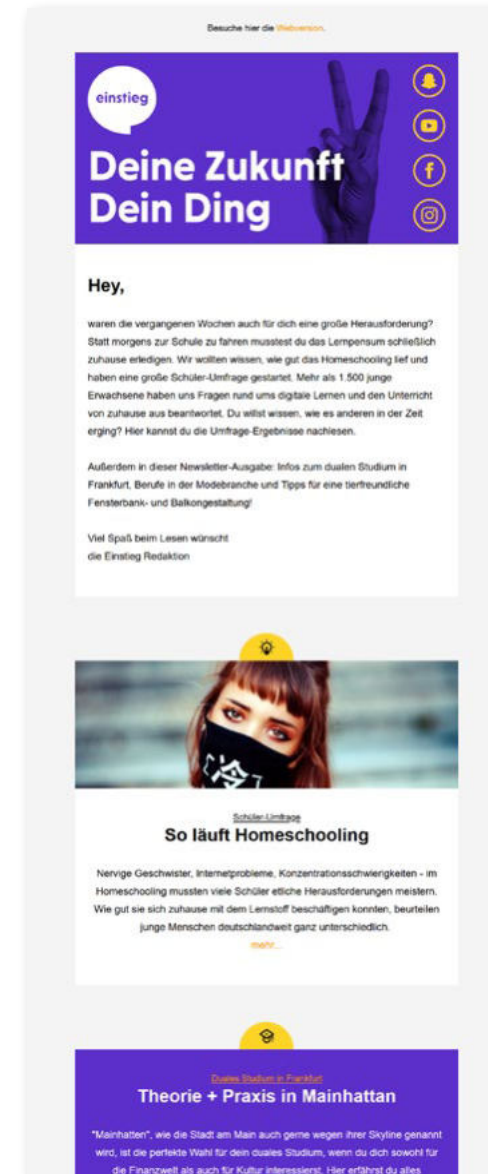 Besuche hier die Webversion.
einstieg
Deine Zukunft
Dein Ding
Hey,
waren die vergangenen Wochen auch für dich eine große Herausforderung?
Statt morgens zur Schule zu fahren musstest du das Lernpensum schließlich
zuhause erledigen. Wir wollten wissen, wie gut das Homeschooling lief und
haben eine große Schüler-Umfrage gestartet. Mehr als 1.500 junge
Erwachsene haben uns Fragen rund ums digitale Lernen und den Unterricht
von zuhause aus beantwortet. Du willst wissen, wie es anderen in der Zeit
erging? Hier kannst du die Umfrage-Ergebnisse nachlesen.
Außerdem in dieser Newsletter-Ausgabe: Infos zum dualen Studium in
Frankfurt, Berufe in der Modebranche und Tipps für eine tierfreundliche
Fensterbank- und Balkongestaltung!
Viel Spaß beim Lesen wünscht
die Einstieg Redaktion
冷
Schüler-Umfrage
So läuft Homeschooling
Nervige Geschwister, Internetprobleme, Konzentrationsschwierigkeiten - im
Homeschooling mussten viele Schüler etliche Herausforderungen meistern.
Wie gut sie sich zuhause mit dem Lernstoff beschäftigen konnten, beurteilen
junge Menschen deutschlandweit ganz unterschiedlich.
mehr...
Duales Studium in Frankfurt
Theorie + Praxis in Mainhattan
"Mainhatten", wie die Stadt am Main auch gerne wegen ihrer Skyline genannt
wird, ist die perfekte Wahl für dein duales Studium, wenn du dich sowohl für
die Finanzwelt als auch für Kultur interessierst. Hier erfährst du alles